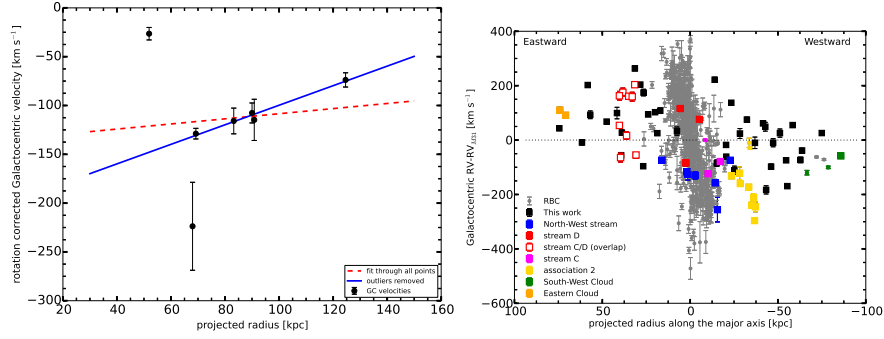 rotation corrected Galactocentric velocity [km s⁻¹]
0
−50
−100
−150
−200
−250
−300
20 40 60 80 100 120 140 160
projected radius [kpc]
fit through all points
outliers removed
GC velocities
Galactocentric RV-RV_M31 [km s⁻¹]
400
200
0
−200
−400
−600
Eastward
Westward
RBC
This work
North-West stream
stream D
stream C/D (overlap)
stream C
association 2
South-West Cloud
Eastern Cloud
100 50 0 −50 −100
projected radius along the major axis [kpc]